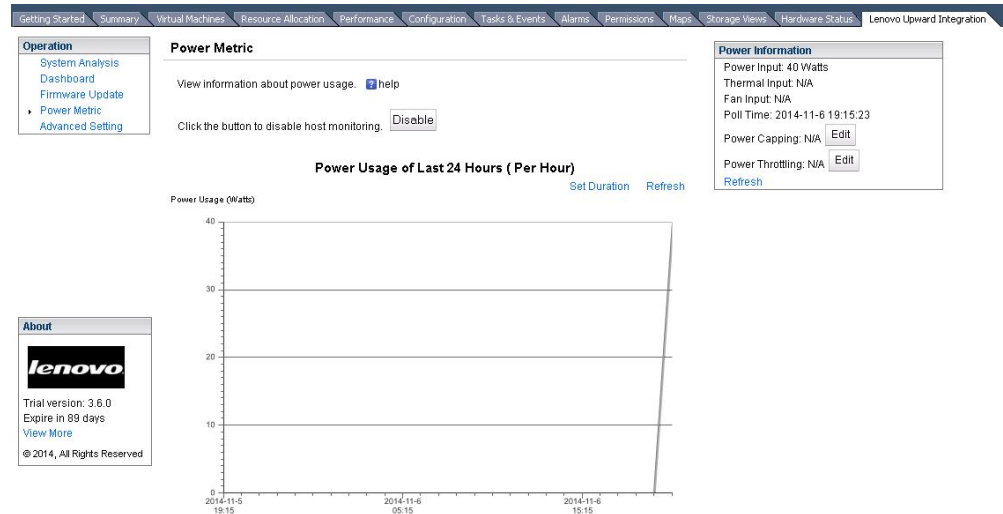 Getting Started Summary Virtual Machines Resource Allocation Performance Configuration Tasks & Events Alarms Permissions Maps Storage Views Hardware Status Lenovo Upward Integration
Operation
System Analysis
Dashboard
Firmware Update
Power Metric
Advanced Setting
About
lenovo
Trial version: 3.6.0
Expire in 89 days
View More
© 2014, All Rights Reserved
Power Metric
View information about power usage. ? help
Click the button to disable host monitoring. Disable
Power Usage of Last 24 Hours ( Per Hour)
Set Duration Refresh
Power Usage (Watts)
40
30
20
10
0
2014-11-5 2014-11-6 2014-11-6
19:15 05:15 15:15
Power Information
Power Input: 40 Watts
Thermal Input: N/A
Fan Input: N/A
Poll Time: 2014-11-6 19:15:23
Power Capping: N/A Edit
Power Throttling: N/A Edit
Refresh